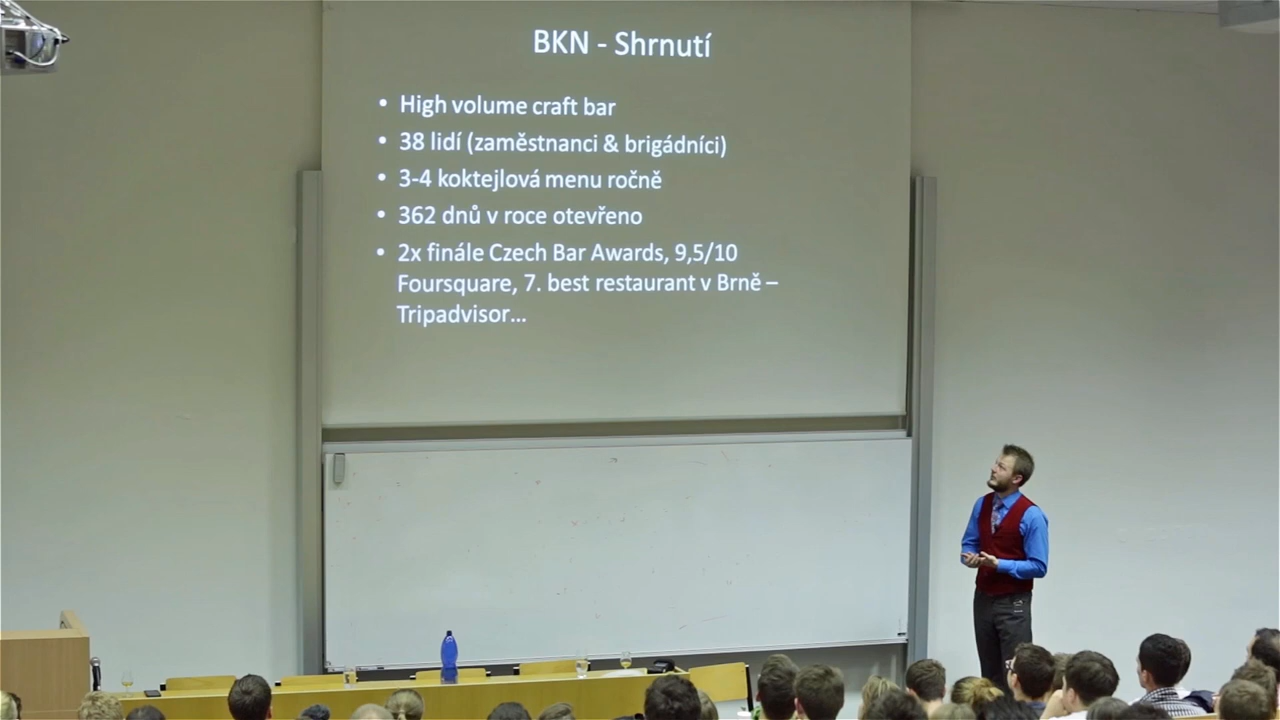 BKN - Shrnutí
• High volume craft bar
• 38 lidí (zaměstnanci & brigádníci)
• 3-4 koktejlová menu ročně
• 362 dnů v roce otevřeno
• 2x finále Czech Bar Awards, 9,5/10
Foursquare, 7. best restaurant v Brně –
Tripadvisor...